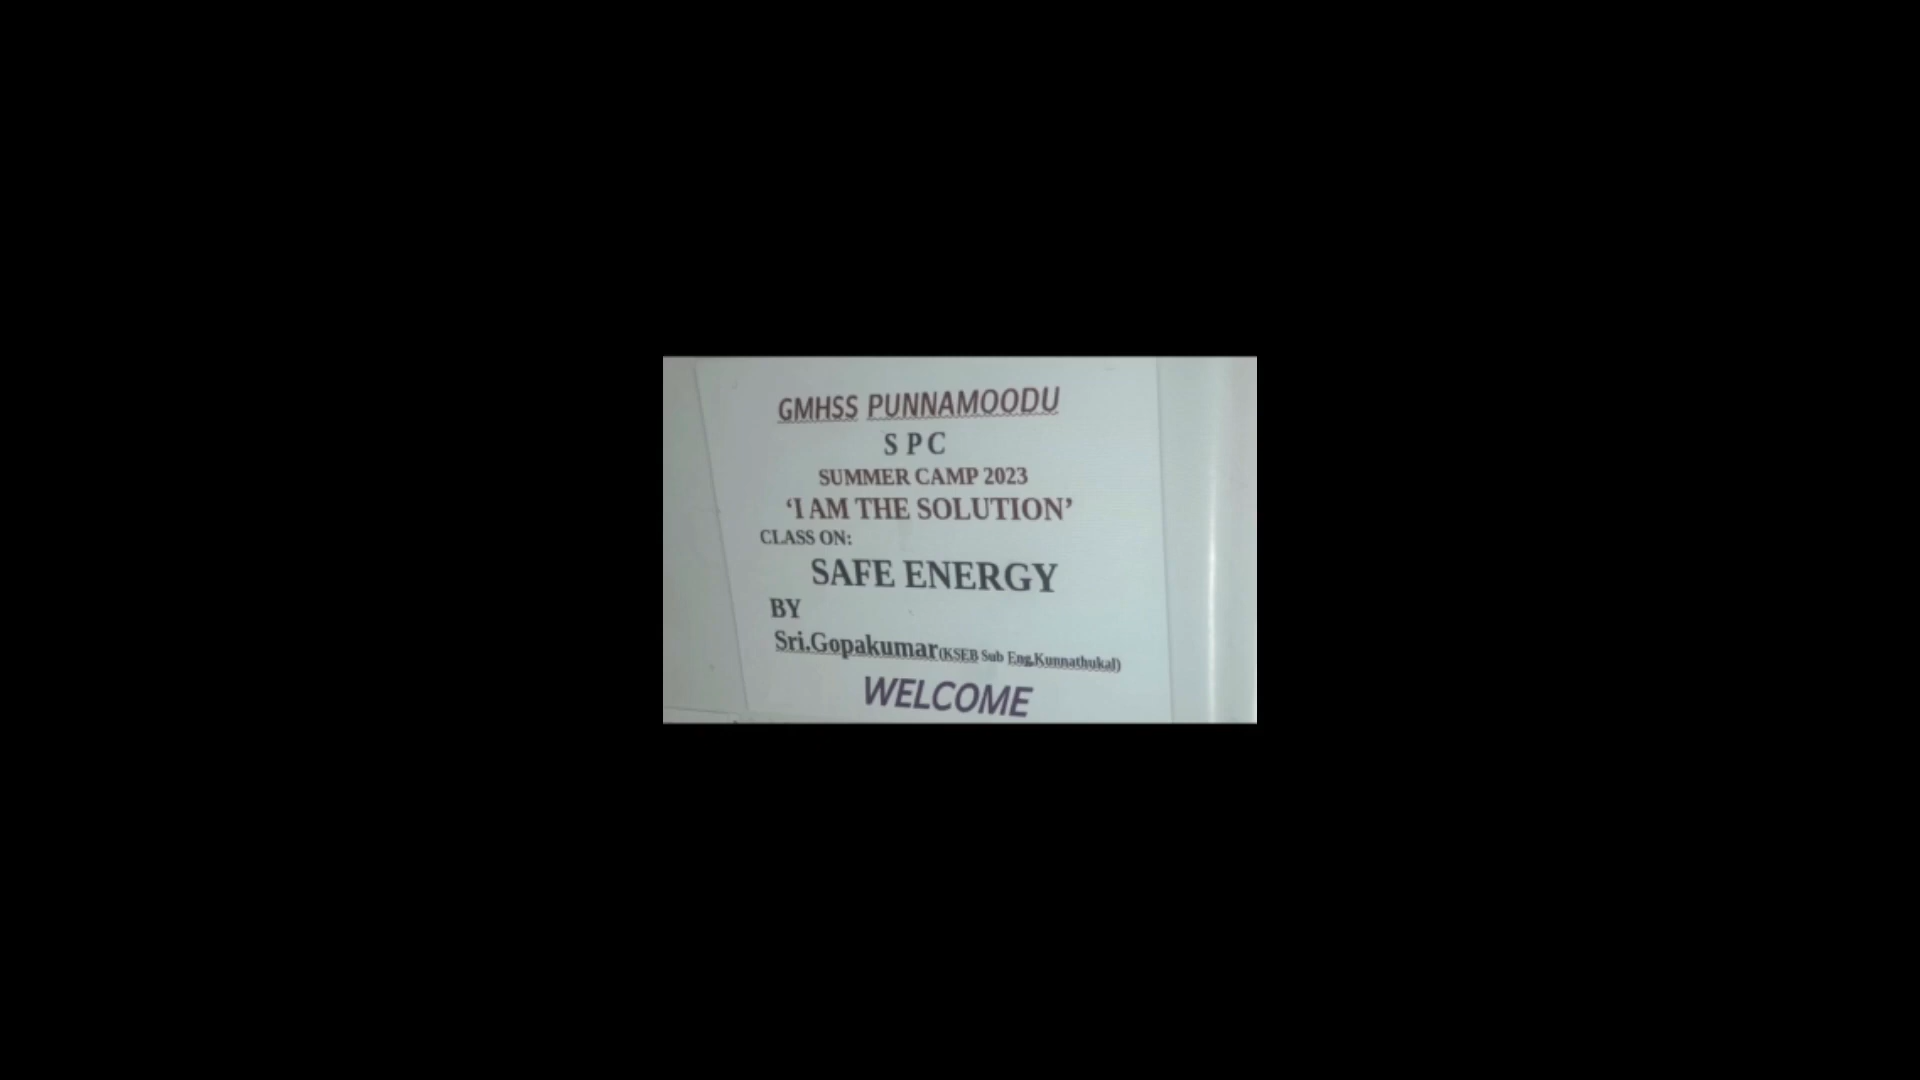 GMHSS PUNNAMOODU
S P C
SUMMER CAMP 2023
‘I AM THE SOLUTION’
CLASS ON:
SAFE ENERGY
BY
Sri.Gopakumar(KSEB Sub Eng,Kunnathukal)
WELCOME